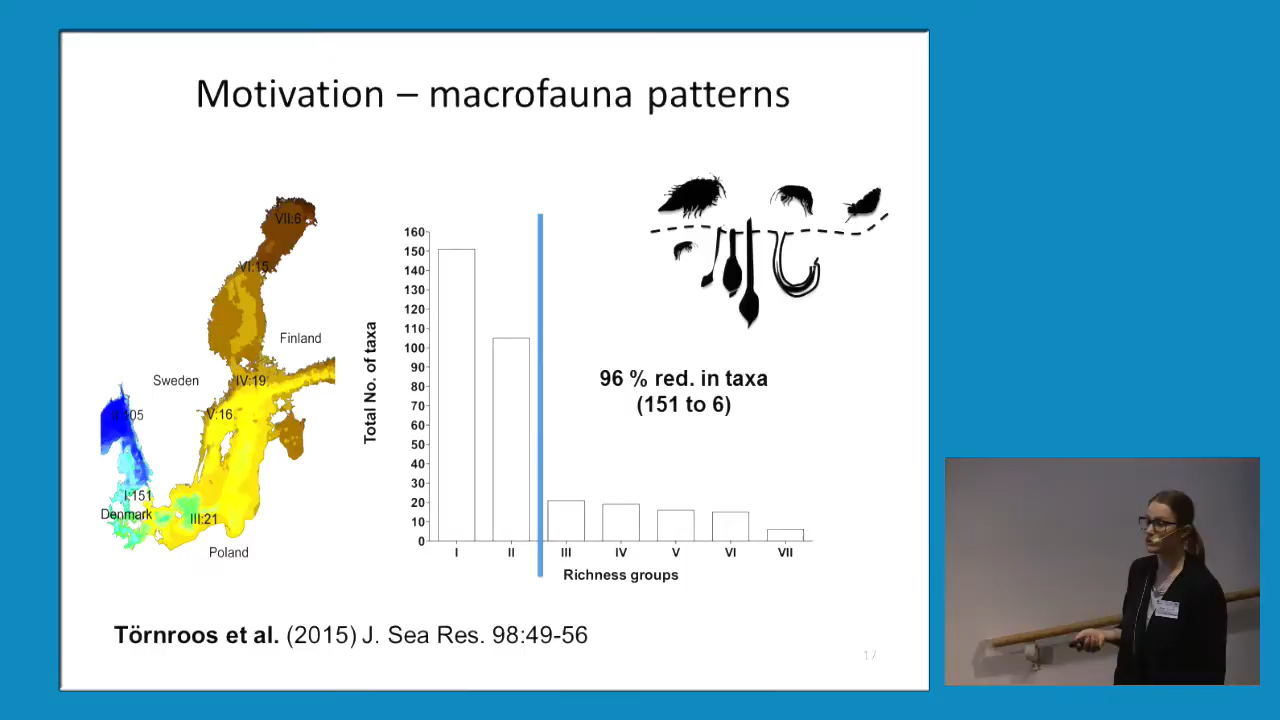 Motivation – macrofauna patterns
VII:6
VI:15
Finland
Sweden
IV:19
II:105
V:16
I:151
Denmark
III:21
Poland
Total No. of taxa
160
150
140
130
120
110
100
90
80
70
60
50
40
30
20
10
0
I II III IV V VI VII
Richness groups
96 % red. in taxa
(151 to 6)
Törnroos et al. (2015) J. Sea Res. 98:49-56
17